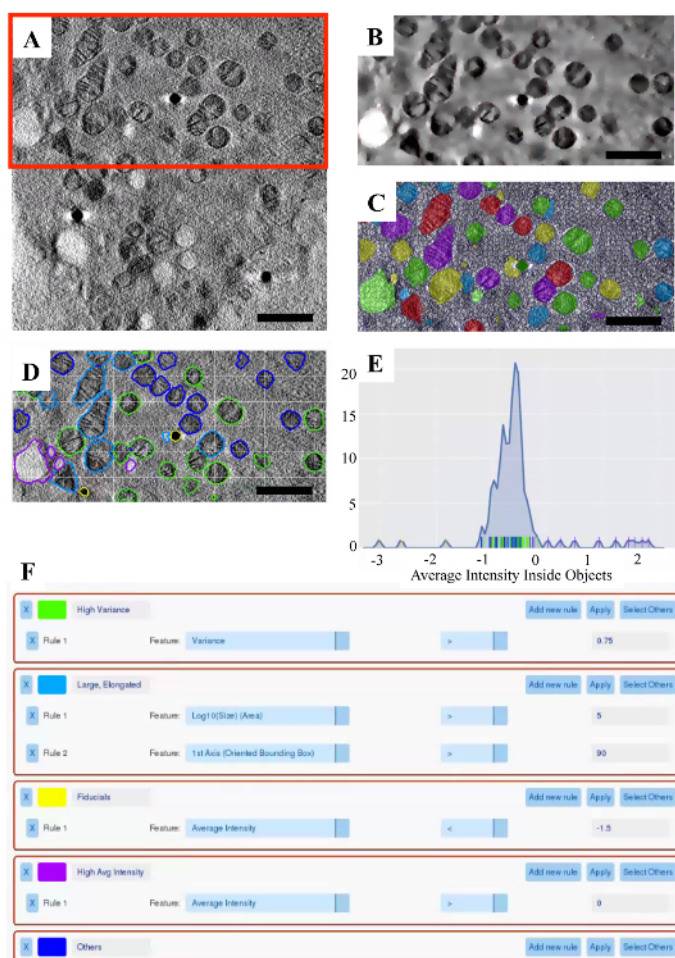 A
B
C
D
E
20
15
10
5
0
-3 -2 -1 0 1 2
Average Intensity Inside Objects
F
X High Variance Add new rule Apply Select Others
X Rule 1 Feature: Variance > 0.75
X Large, Elongated Add new rule Apply Select Others
X Rule 1 Feature: Log10(Size) (Area) > 5
X Rule 2 Feature: 1st Axis (Oriented Bounding Box) > 90
X Fiducials Add new rule Apply Select Others
X Rule 1 Feature: Average Intensity < -1.5
X High Avg Intensity Add new rule Apply Select Others
X Rule 1 Feature: Average Intensity > 0
X Others Add new rule Apply Select Others